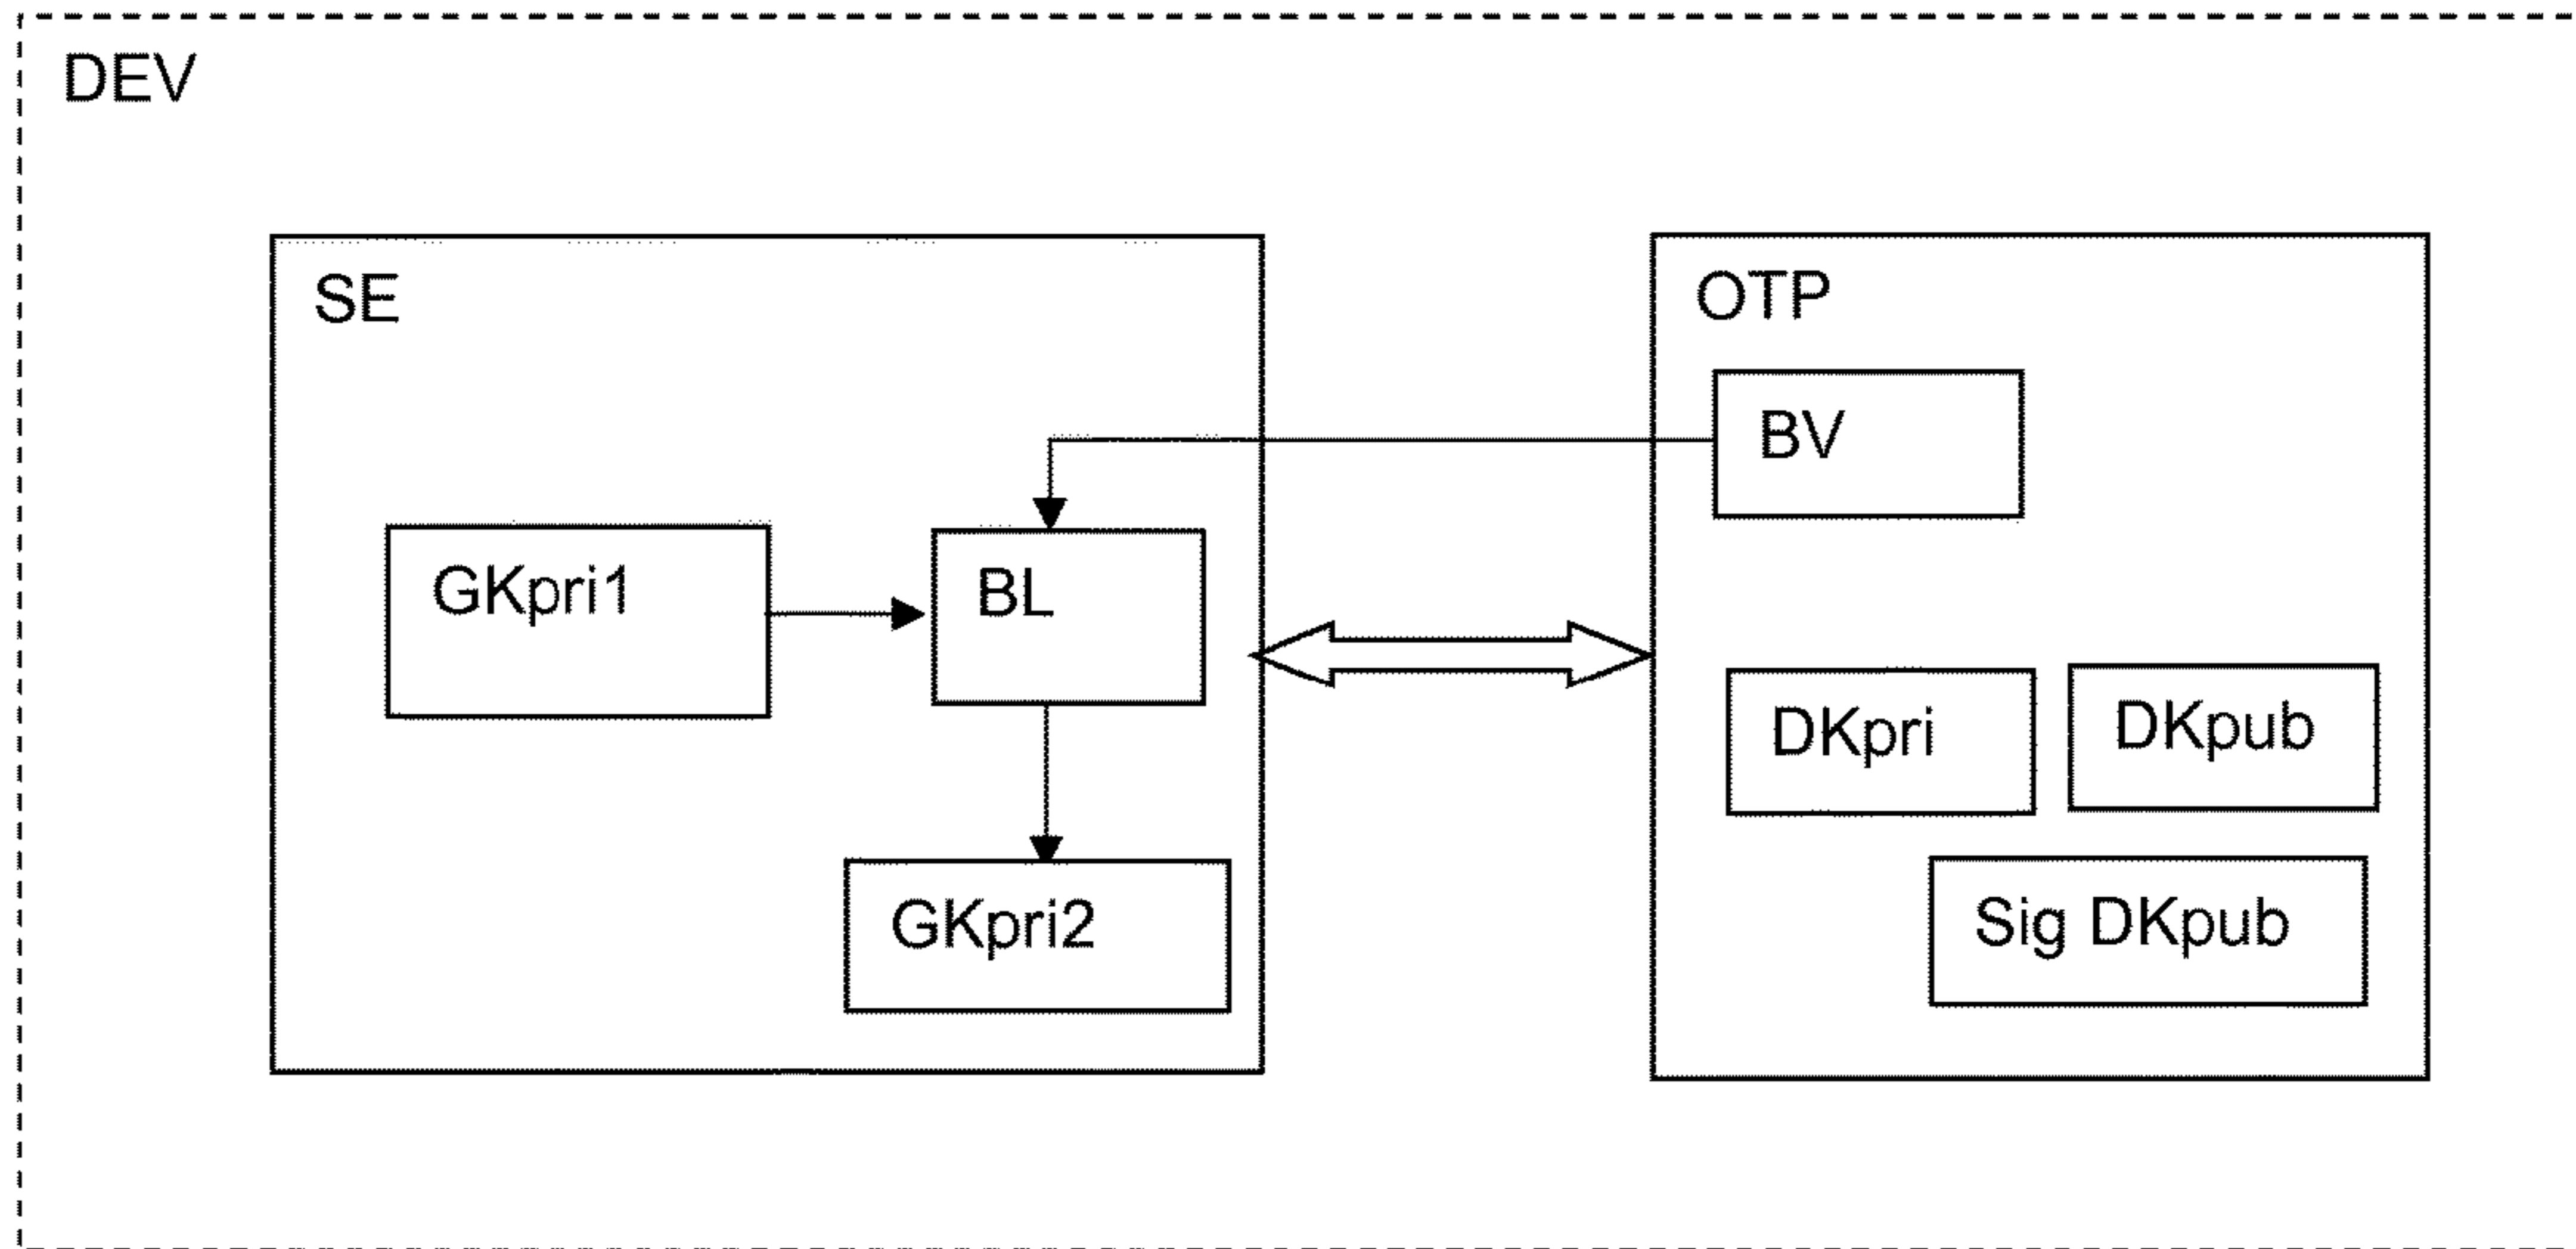 DEV
SE
OTP
BV
GKpri1
BL
DKpri
DKpub
GKpri2
Sig DKpub